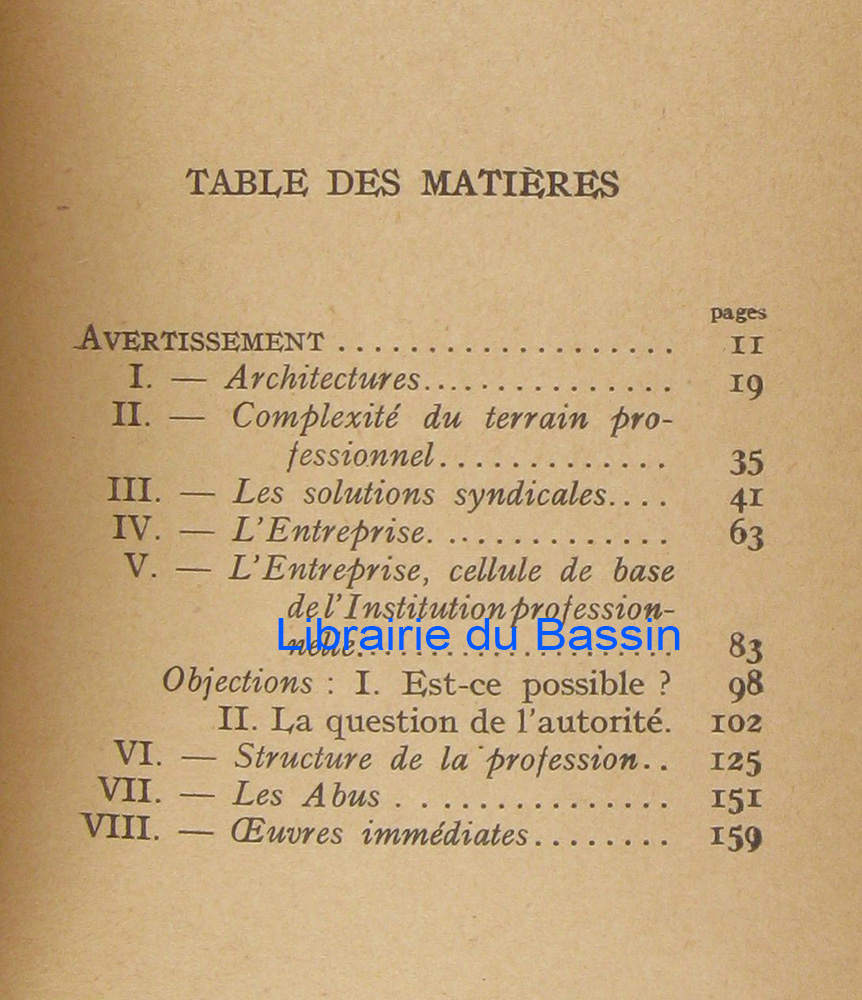 TABLE DES MATIÈRES
pages
AVERTISSEMENT .................... 11
I. — Architectures................ 19
II. — Complexité du terrain pro-
fessionnel.............. 35
III. — Les solutions syndicales.... 41
IV. — L'Entreprise. .............. 63
V. — L'Entreprise, cellule de base
de l'Institution profession-
nelle.................... 83
Librairie du Bassin
Objections : I. Est-ce possible ? 98
II. La question de l'autorité. 102
VI. — Structure de la profession.. 125
VII. — Les Abus ................ 151
VIII. — Œuvres immédiates........ 159